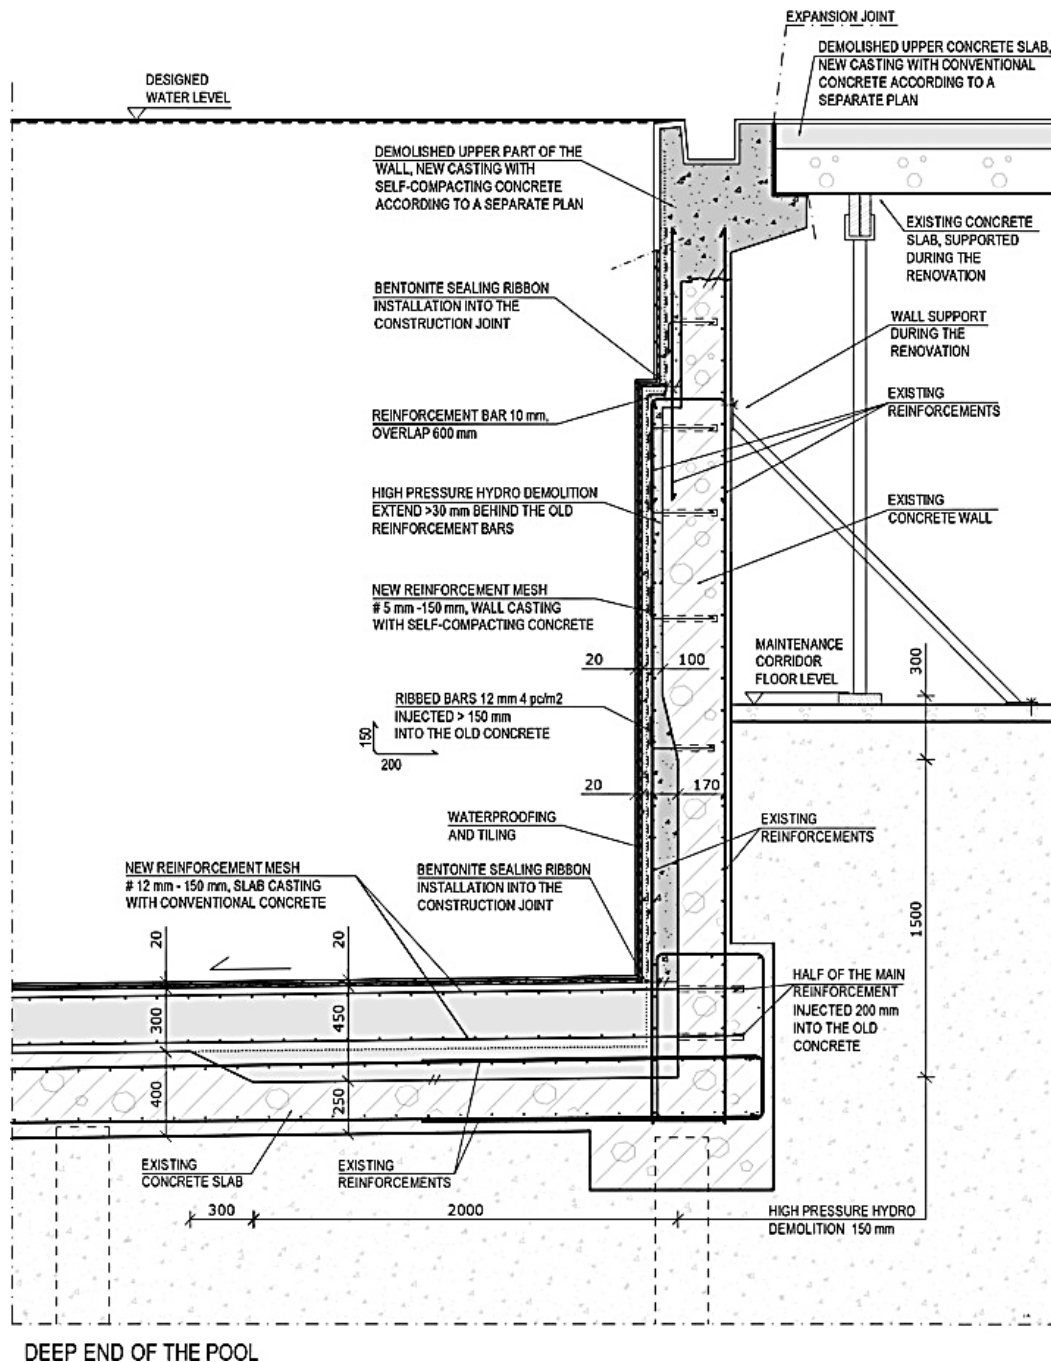 EXPANSION JOINT
DEMOLISHED UPPER CONCRETE SLAB,
NEW CASTING WITH CONVENTIONAL
CONCRETE ACCORDING TO A
SEPARATE PLAN
DESIGNED
WATER LEVEL
DEMOLISHED UPPER PART OF THE
WALL, NEW CASTING WITH
SELF-COMPACTING CONCRETE
ACCORDING TO A SEPARATE PLAN
EXISTING CONCRETE
SLAB, SUPPORTED
DURING THE
RENOVATION
BENTONITE SEALING RIBBON
INSTALLATION INTO THE
CONSTRUCTION JOINT
WALL SUPPORT
DURING THE
RENOVATION
EXISTING
REINFORCEMENTS
REINFORCEMENT BAR 10 mm,
OVERLAP 600 mm
HIGH PRESSURE HYDRO DEMOLITION
EXTEND >30 mm BEHIND THE OLD
REINFORCEMENT BARS
EXISTING
CONCRETE WALL
NEW REINFORCEMENT MESH
# 5 mm -150 mm, WALL CASTING
WITH SELF-COMPACTING CONCRETE
MAINTENANCE
CORRIDOR
FLOOR LEVEL
300
20 100
RIBBED BARS 12 mm 4 pc/m2
INJECTED > 150 mm
INTO THE OLD CONCRETE
150
200
20 170
WATERPROOFING
AND TILING
EXISTING
REINFORCEMENTS
NEW REINFORCEMENT MESH
# 12 mm - 150 mm, SLAB CASTING
WITH CONVENTIONAL CONCRETE
BENTONITE SEALING RIBBON
INSTALLATION INTO THE
CONSTRUCTION JOINT
1500
20 20
HALF OF THE MAIN
REINFORCEMENT
INJECTED 200 mm
INTO THE OLD
CONCRETE
300 450
400 250
EXISTING
CONCRETE SLAB
EXISTING
REINFORCEMENTS
300 2000
HIGH PRESSURE HYDRO
DEMOLITION 150 mm
DEEP END OF THE POOL